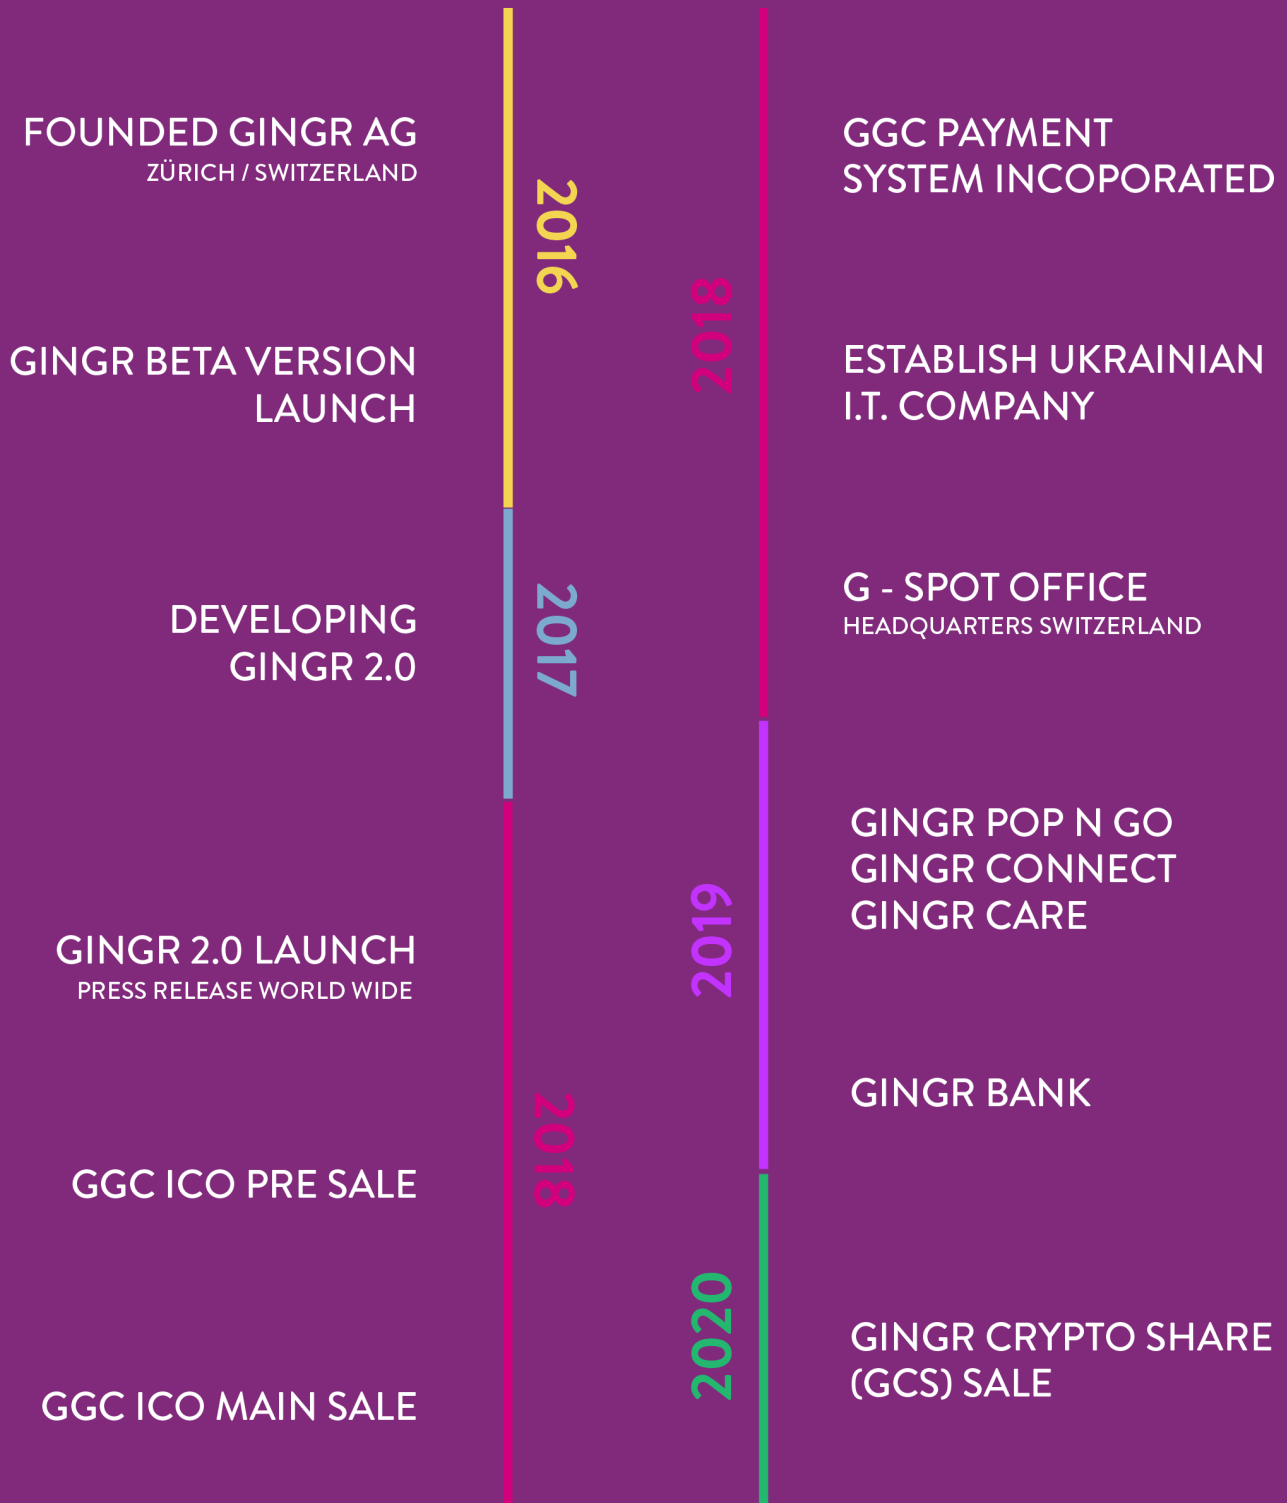 FOUNDED GINGR AG
ZÜRICH / SWITZERLAND
2016
GINGR BETA VERSION
LAUNCH
DEVELOPING
GINGR 2.0
2017
GINGR 2.0 LAUNCH
PRESS RELEASE WORLD WIDE
2018
GGC ICO PRE SALE
GGC ICO MAIN SALE
GGC PAYMENT
SYSTEM INCOPORATED
2018
ESTABLISH UKRAINIAN
I.T. COMPANY
G - SPOT OFFICE
HEADQUARTERS SWITZERLAND
GINGR POP N GO
GINGR CONNECT
GINGR CARE
2019
GINGR BANK
2020
GINGR CRYPTO SHARE
(GCS) SALE